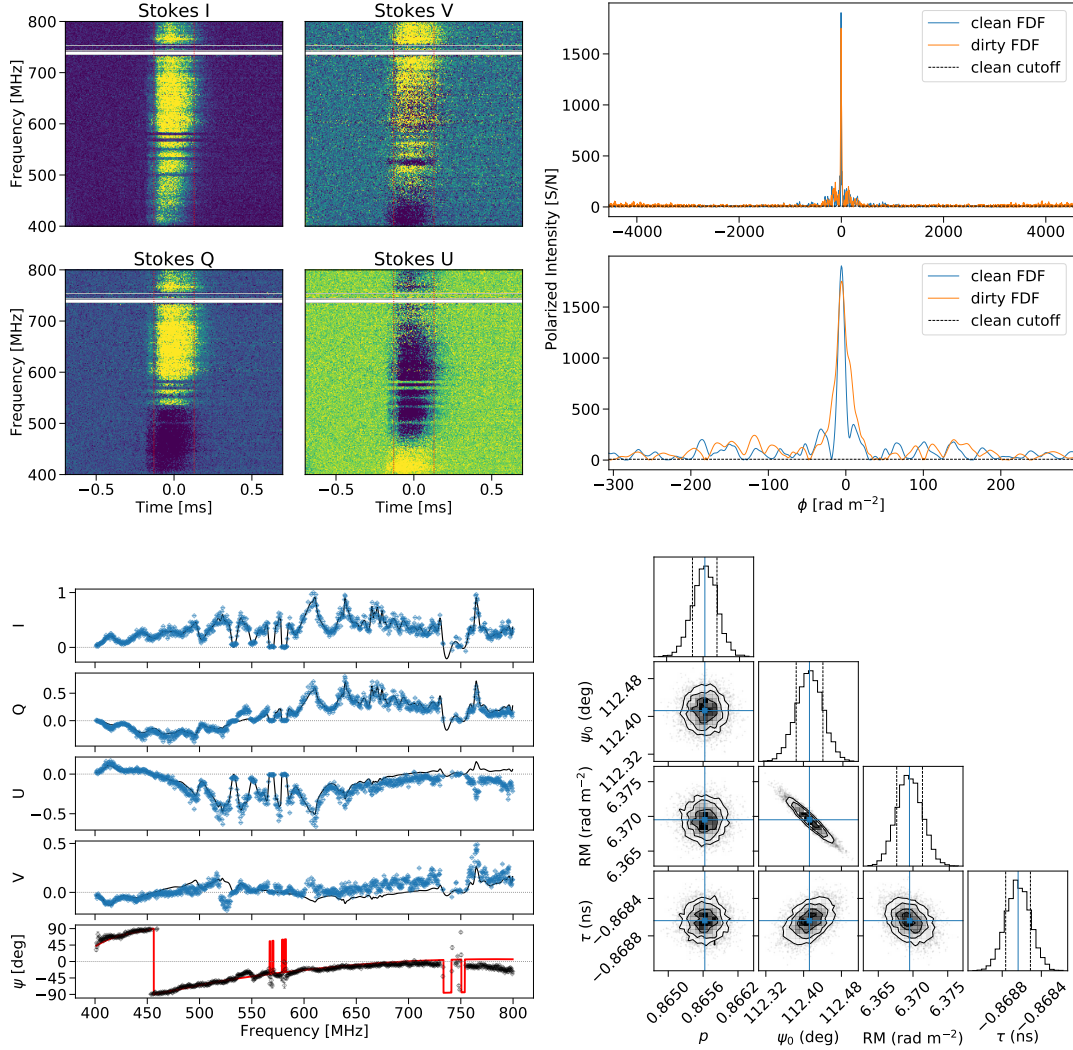 Stokes I
Stokes V
800
700
600
500
400
Frequency [MHz]
Stokes Q
Stokes U
800
700
600
500
400
Frequency [MHz]
−0.5 0.0 0.5
−0.5 0.0 0.5
Time [ms]
Time [ms]
clean FDF
dirty FDF
clean cutoff
1500
1000
500
0
−4000 −2000 0 2000 4000
Polarized Intensity [S/N]
clean FDF
dirty FDF
clean cutoff
1500
1000
500
0
−300 −200 −100 0 100 200
ϕ [rad m⁻²]
I
1
0
Q
0.5
0.0
U
0.0
−0.5
V
0.5
0.0
ψ [deg]
90
45
0
−45
−90
400 450 500 550 600 650 700 750 800
Frequency [MHz]
ψ₀ (deg)
112.48
112.40
112.32
RM (rad m⁻²)
6.375
6.370
6.365
τ (ns)
−0.8684
−0.8688
0.8650 0.8656 0.8662
p
112.32 112.40 112.48
ψ₀ (deg)
6.365 6.370 6.375
RM (rad m⁻²)
−0.8688 −0.8684
τ (ns)